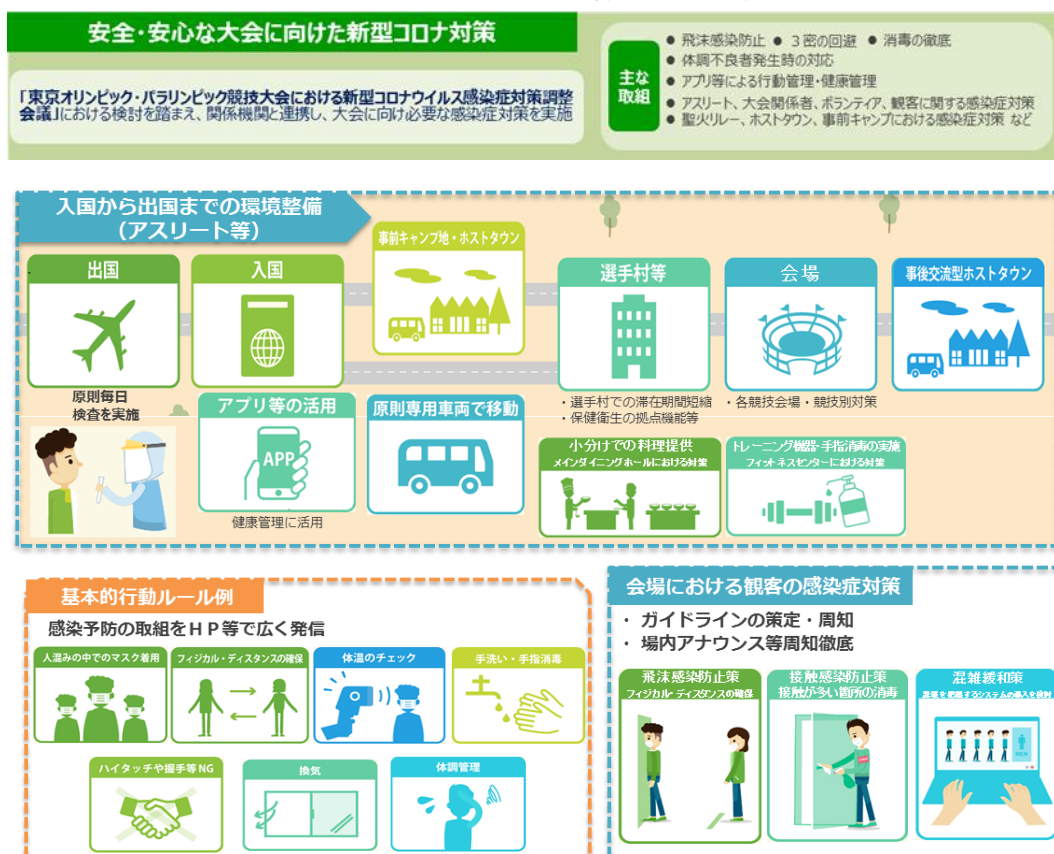 安全・安心な大会に向けた新型コロナ対策
「東京オリンピック・パラリンピック競技大会における新型コロナウイルス感染症対策調整
会議」における検討を踏まえ、関係機関と連携し、大会に向け必要な感染症対策を実施
主な
取組
● 飛沫感染防止 ● 3密の回避 ● 消毒の徹底
● 体調不良者発生時の対応
● アプリ等による行動管理・健康管理
● アスリート、大会関係者、ボランティア、観客に関する感染症対策
● 聖火リレー、ホストタウン、事前キャンプにおける感染症対策 など
入国から出国までの環境整備
(アスリート等)
出国
入国
事前キャンプ地・ホストタウン
選手村等
会場
事後交流型ホストタウン
原則毎日
検査を実施
アプリ等の活用
APP
健康管理に活用
原則専用車両で移動
・選手村での滞在期間短縮
・保健衛生の拠点機能等
・各競技会場・競技別対策
小分けでの料理提供
メインダイニングホールにおける対策
トレーニング機器・手指消毒の実施
フィットネスセンターにおける対策
基本的行動ルール例
感染予防の取組をHP等で広く発信
人混みの中でのマスク着用
フィジカル・ディスタンスの確保
体温のチェック
手洗い・手指消毒
ハイタッチや握手等NG
換気
体調管理
会場における観客の感染症対策
・ ガイドラインの策定・周知
・ 場内アナウンス等周知徹底
飛沫感染防止策
フィジカル・ディスタンスの確保
接触感染防止策
接触が多い箇所の消毒
混雑緩和策
混雑を把握するシステムの導入を検討